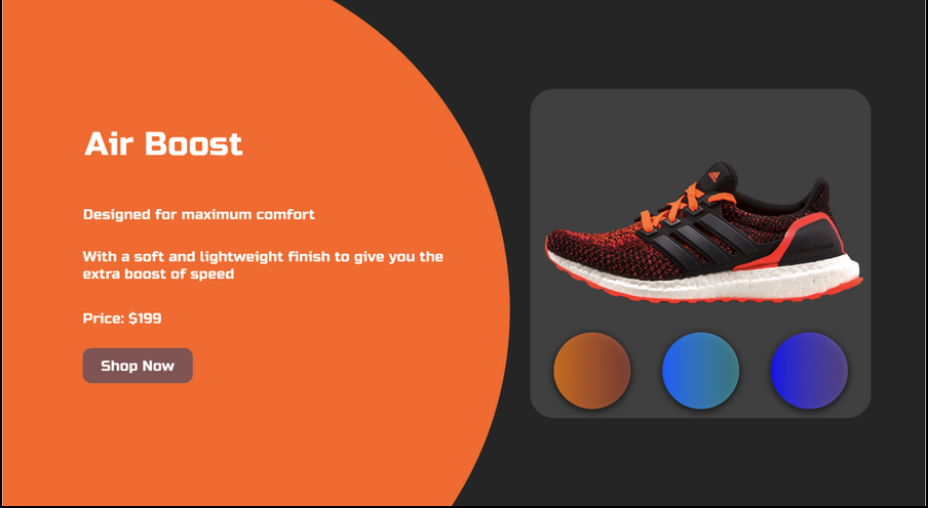 Air Boost
Designed for maximum comfort
With a soft and lightweight finish to give you the
extra boost of speed
Price: $199
Shop Now